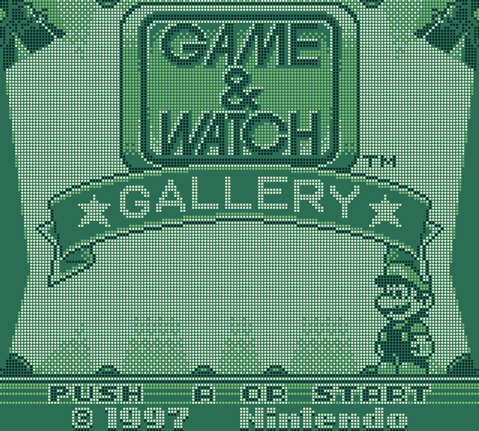 GAME
&
WATCH
™
★GALLERY★
PUSH A OR START
© 1997 Nintendo